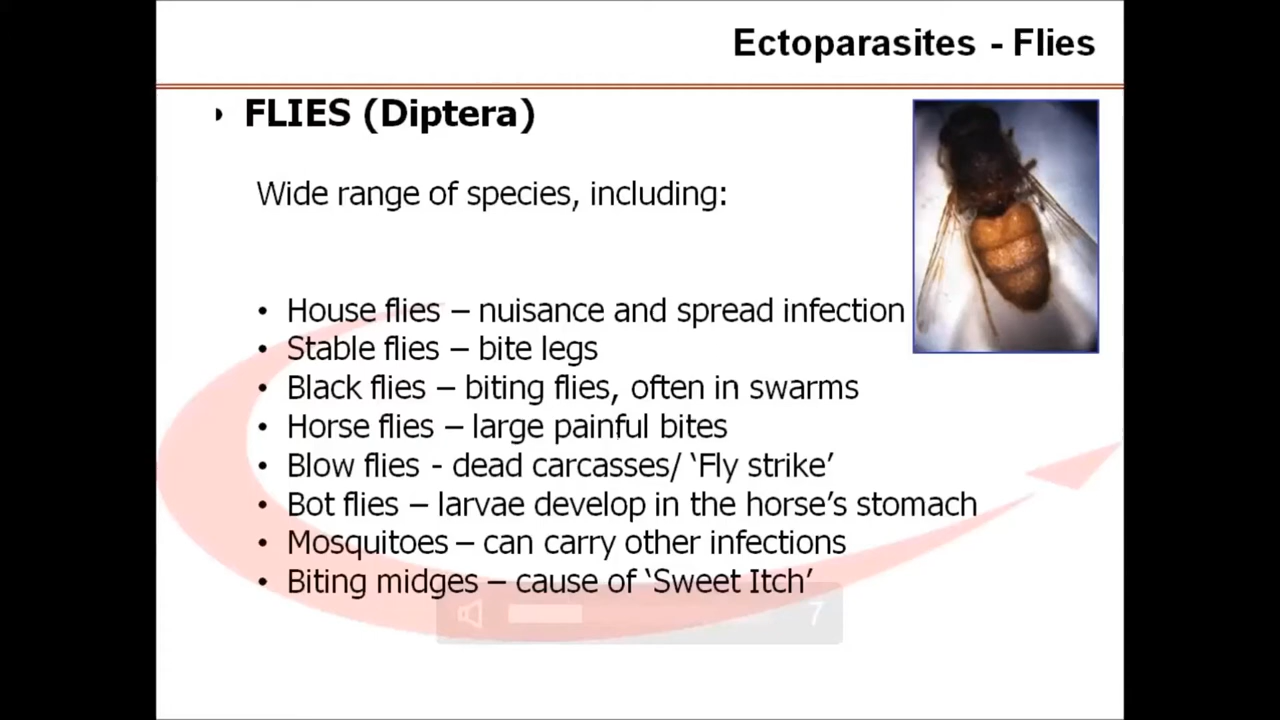 Ectoparasites - Flies
FLIES (Diptera)
Wide range of species, including:
• House flies – nuisance and spread infection
• Stable flies – bite legs
• Black flies – biting flies, often in swarms
• Horse flies – large painful bites
• Blow flies - dead carcasses/ ‘Fly strike’
• Bot flies – larvae develop in the horse’s stomach
• Mosquitoes – can carry other infections
• Biting midges – cause of ‘Sweet Itch’
7